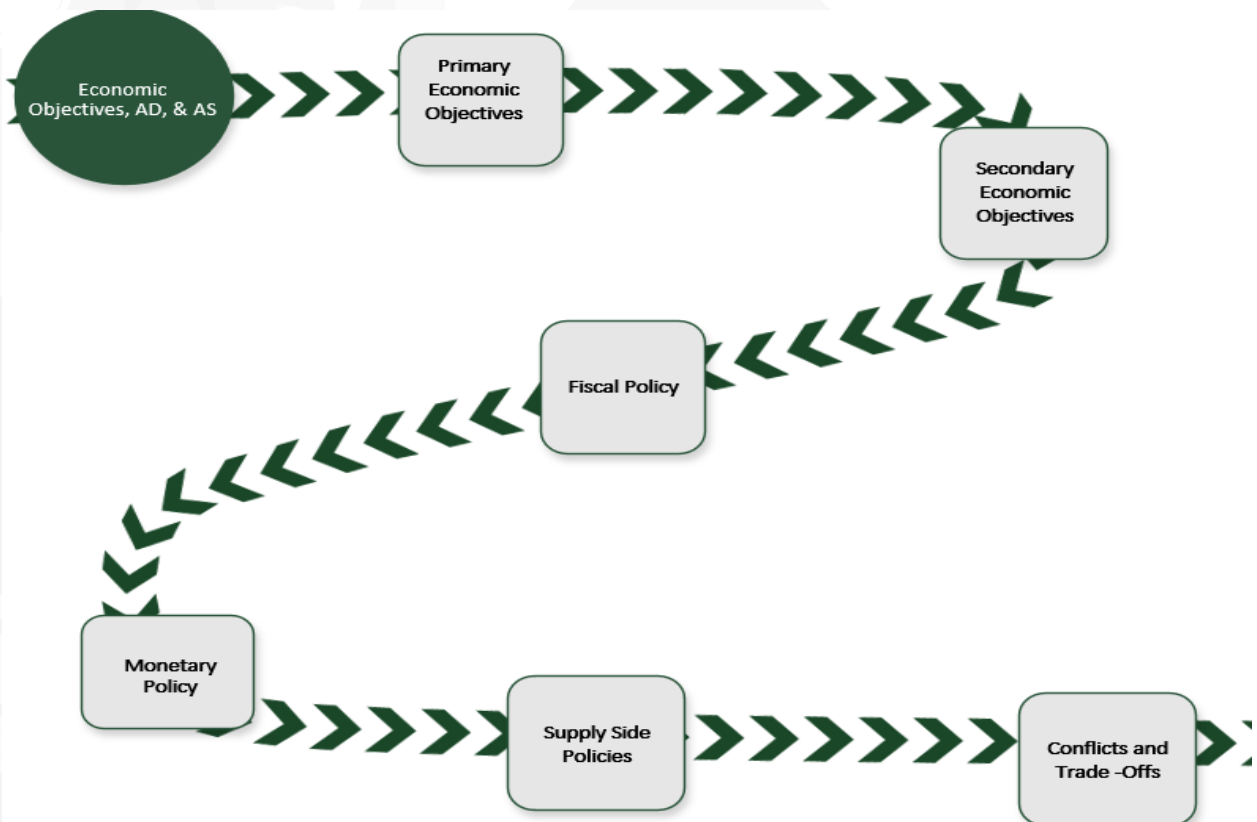 Economic
Objectives, AD, & AS
Primary
Economic
Objectives
Secondary
Economic
Objectives
Fiscal Policy
Monetary
Policy
Supply Side
Policies
Conflicts and
Trade -Offs